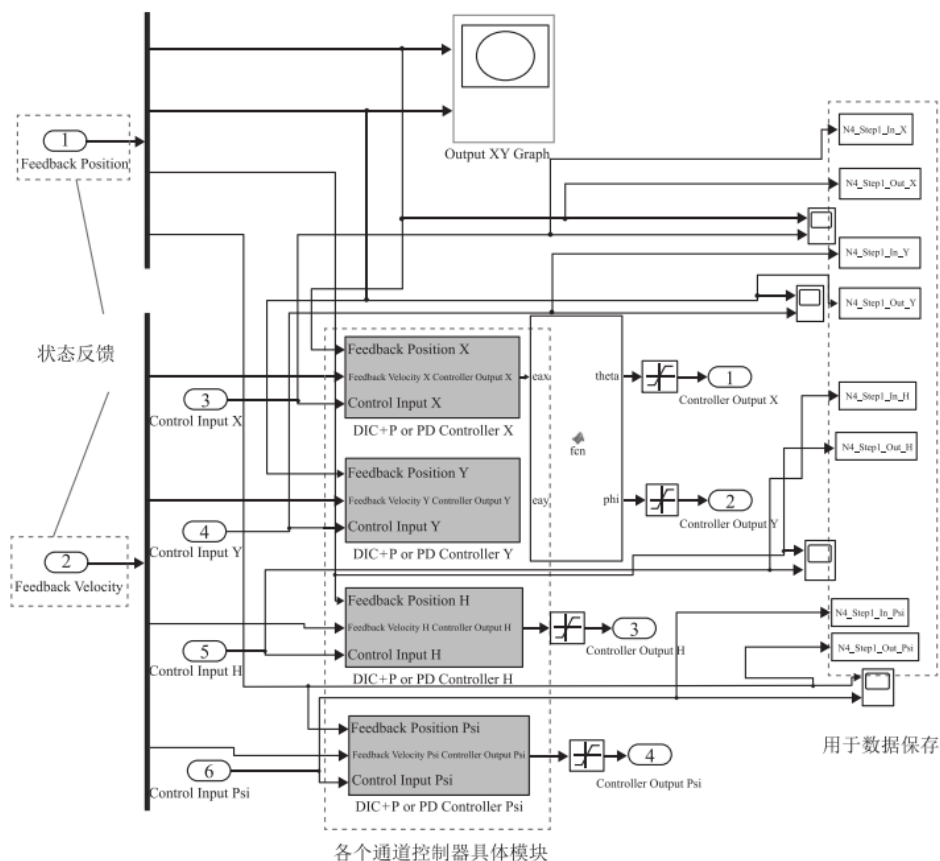 Output XY Graph
1
Feedback Position
状态反馈
2
Feedback Velocity
3
Control Input X
4
Control Input Y
5
Control Input H
6
Control Input Psi
Feedback Position X
Feedback Velocity X Controller Output X
Control Input X
DIC+P or PD Controller X
Feedback Position Y
Feedback Velocity Y Controller Output Y
Control Input Y
DIC+P or PD Controller Y
Feedback Position H
Feedback Velocity H Controller Output H
Control Input H
DIC+P or PD Controller H
Feedback Position Psi
Feedback Velocity Psi Controller Output Psi
Control Input Psi
DIC+P or PD Controller Psi
各个通道控制器具体模块
eax
theta
fcn
eay
phi
1
Controller Output X
2
Controller Output Y
3
Controller Output H
4
Controller Output Psi
N4_Step1_In_X
N4_Step1_Out_X
N4_Step1_In_Y
N4_Step1_Out_Y
N4_Step1_In_H
N4_Step1_Out_H
N4_Step1_In_Psi
N4_Step1_Out_Psi
用于数据保存